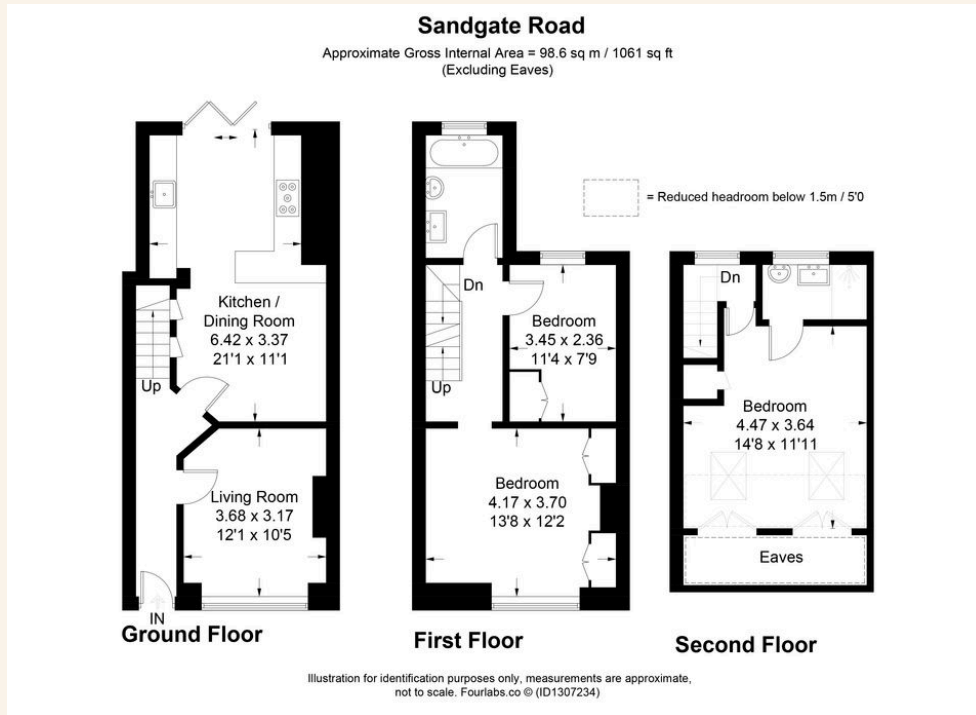 Sandgate Road
Approximate Gross Internal Area = 98.6 sq m / 1061 sq ft
(Excluding Eaves)
= Reduced headroom below 1.5m / 5'0
Kitchen /
Dining Room
6.42 x 3.37
21'1 x 11'1
Up
Living Room
3.68 x 3.17
12'1 x 10'5
IN
Ground Floor
Dn
Bedroom
3.45 x 2.36
11'4 x 7'9
Up
Bedroom
4.17 x 3.70
13'8 x 12'2
First Floor
Dn
Bedroom
4.47 x 3.64
14'8 x 11'11
Eaves
Second Floor
Illustration for identification purposes only, measurements are approximate,
not to scale. Fourlabs.co © (ID1307234)